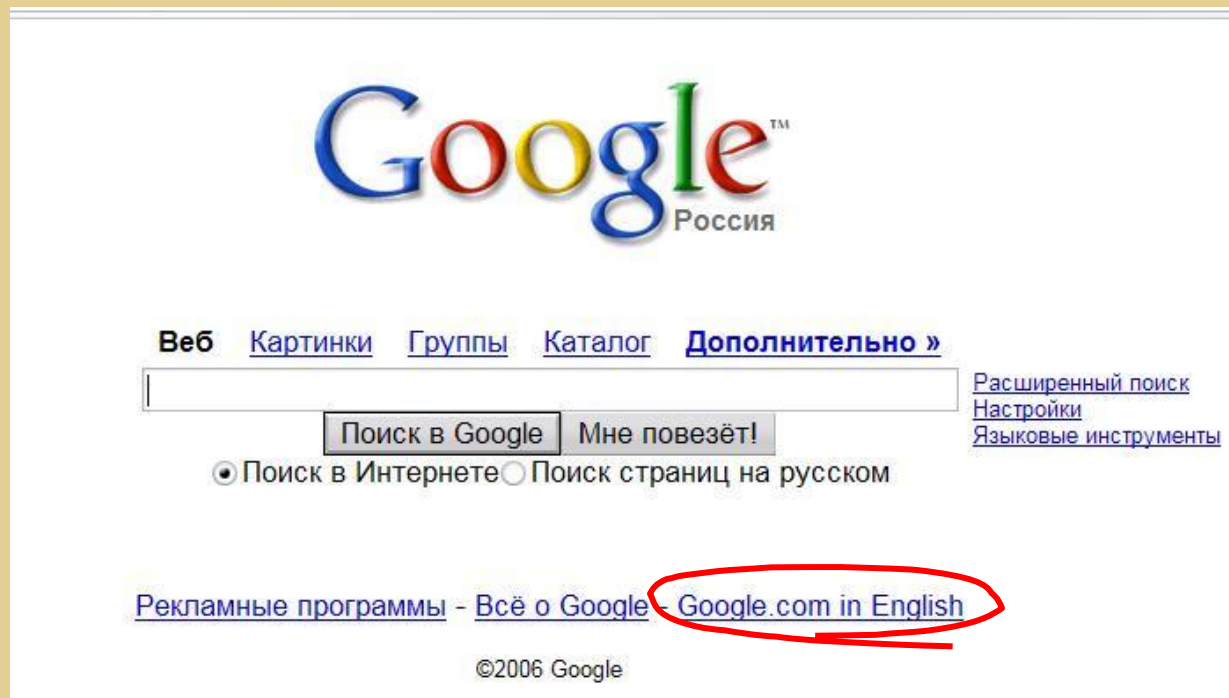 Google™
Россия
Веб Картинки Группы Каталог Дополнительно »
Расширенный поиск
Настройки
Языковые инструменты
Поиск в Google Мне повезёт!
Поиск в Интернете Поиск страниц на русском
Рекламные программы - Всё о Google - Google.com in English
©2006 Google